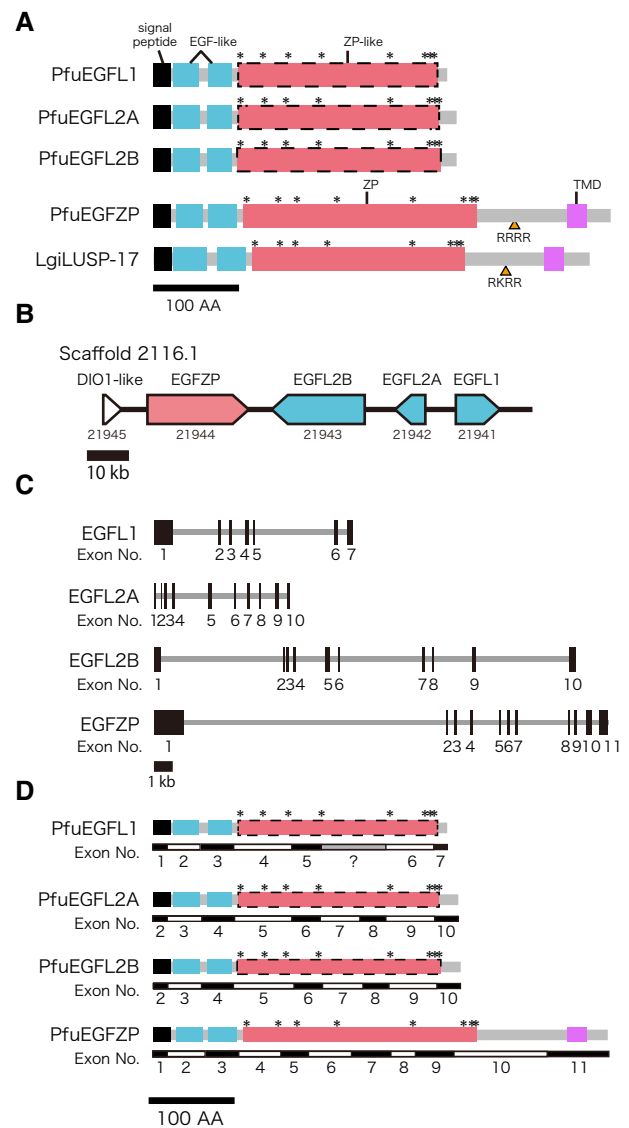 A
signal
peptide
EGF-like
ZP-like
* * * * * ***
PfuEGFL1
* * * * * ***
PfuEGFL2A
* * * * * ***
PfuEGFL2B
ZP
TMD
* * * * * ***
PfuEGFZP
RRRR
* * * * * ***
LgiLUSP-17
RKRR
100 AA
B
Scaffold 2116.1
DIO1-like EGFZP EGFL2B EGFL2A EGFL1
21945 21944 21943 21942 21941
10 kb
C
EGFL1
Exon No. 1 2 3 4 5 6 7
EGFL2A
Exon No. 1 2 3 4 5 6 7 8 9 10
EGFL2B
Exon No. 1 2 3 4 5 6 7 8 9 10
EGFZP
Exon No. 1 2 3 4 5 6 7 8 9 10 11
1 kb
D
* * * * * ***
PfuEGFL1
Exon No. 1 2 3 4 5 ? 6 7
* * * * * ***
PfuEGFL2A
Exon No. 2 3 4 5 6 7 8 9 10
* * * * * ***
PfuEGFL2B
Exon No. 2 3 4 5 6 7 8 9 10
* * * * * ***
PfuEGFZP
Exon No. 1 2 3 4 5 6 7 8 9 10 11
100 AA